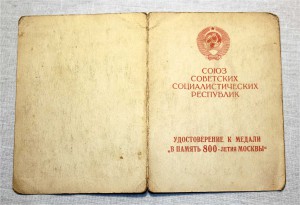 СОЮЗ
СОВЕТСКИХ
СОЦИАЛИСТИЧЕСКИХ
РЕСПУБЛИК
УДОСТОВЕРЕНИЕ К МЕДАЛИ
„В ПАМЯТЬ 800-летия МОСКВЫ“